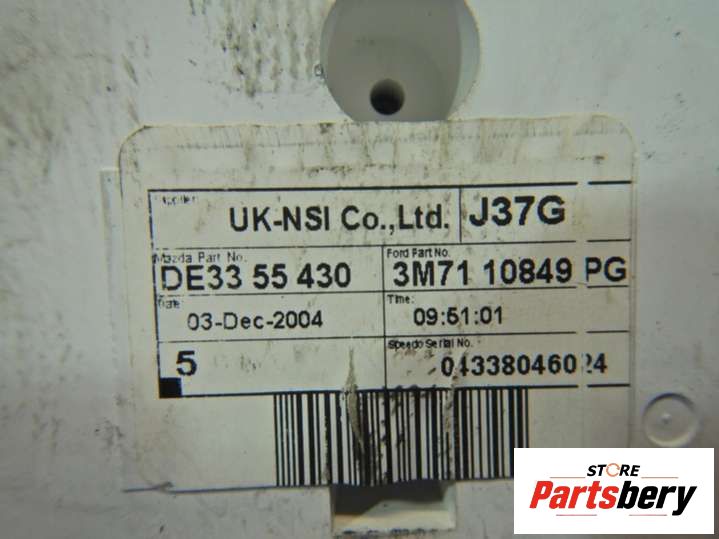 Supplier:
UK-NSI Co.,Ltd. J37G
Mazda Part No. Ford Part No.
DE33 55 430 3M71 10849 PG
Date Time:
03-Dec-2004 09:51:01
5 Speedo Serial No.
04338046024
STORE
Partsbery